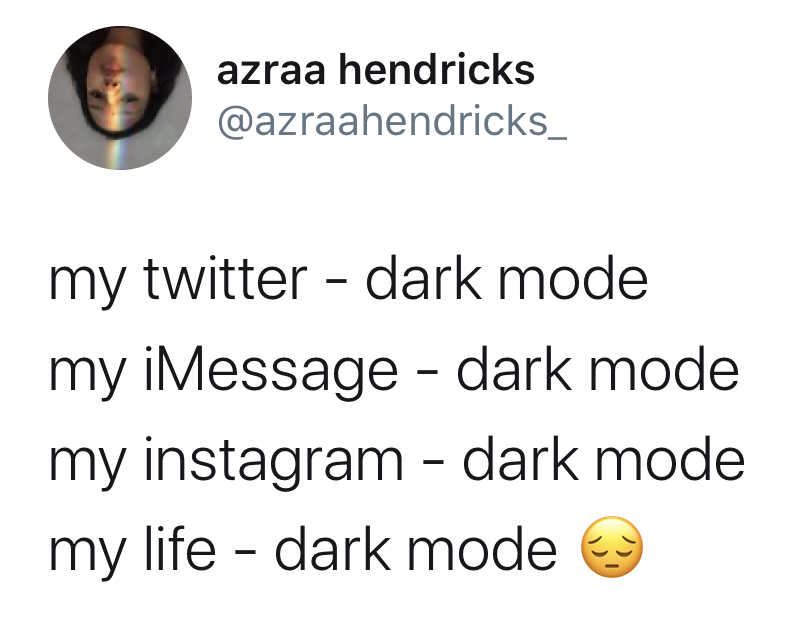 azraa hendricks
@azraahendricks_
my twitter - dark mode
my iMessage - dark mode
my instagram - dark mode
my life - dark mode 😔